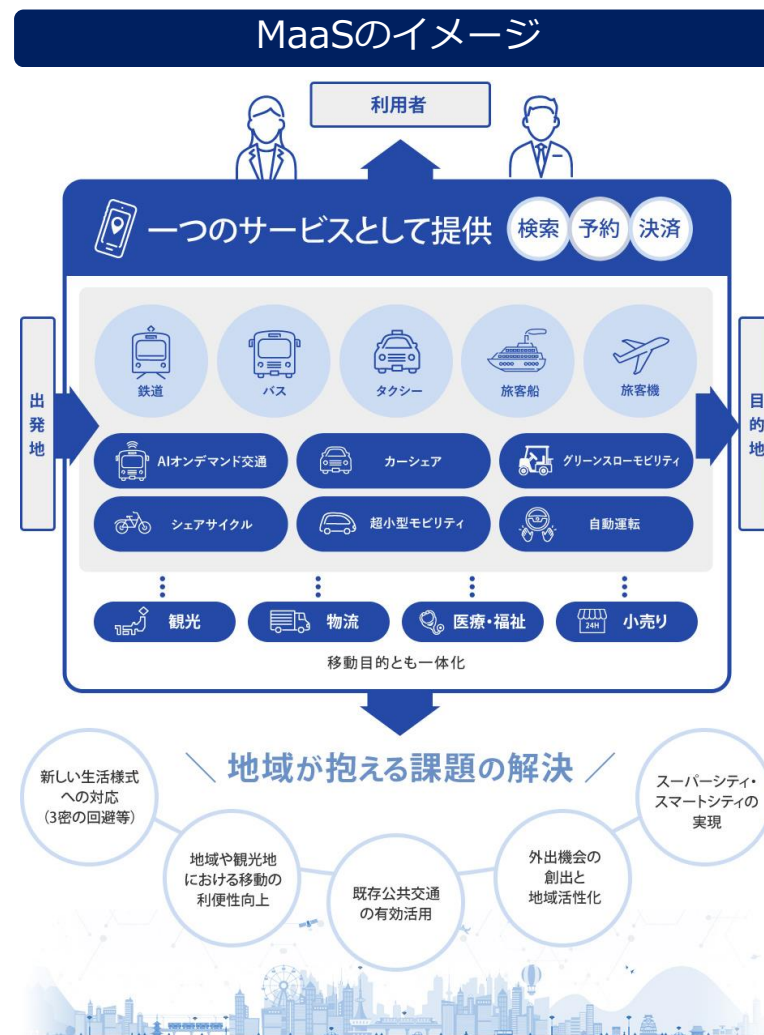 MaaSのイメージ
利用者
一つのサービスとして提供
検索
予約
決済
出発地
目的地
鉄道
バス
タクシー
旅客船
旅客機
AIオンデマンド交通
カーシェア
グリーンスローモビリティ
シェアサイクル
超小型モビリティ
自動運転
観光
物流
医療・福祉
24H
小売り
移動目的とも一体化
地域が抱える課題の解決
新しい生活様式
への対応
(3密の回避等)
地域や観光地
における移動の
利便性向上
既存公共交通
の有効活用
外出機会の
創出と
地域活性化
スーパーシティ・
スマートシティの
実現